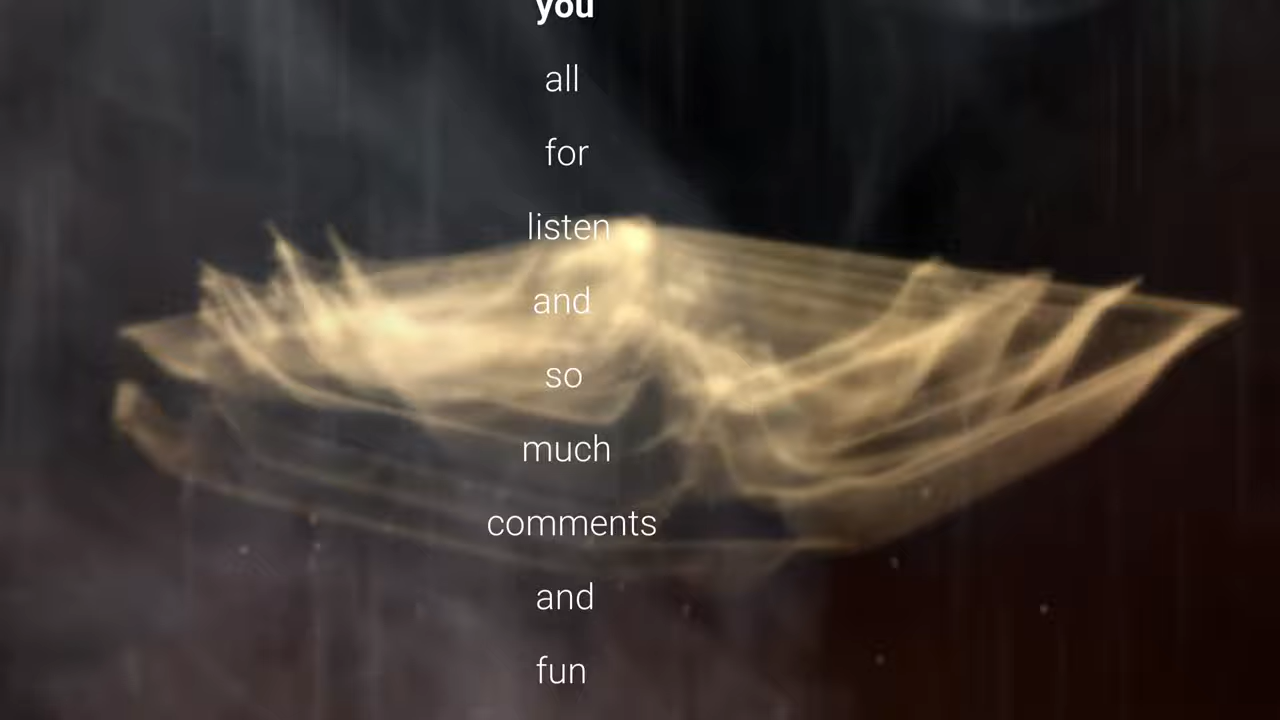 you
all
for
listen
and
so
much
comments
and
fun